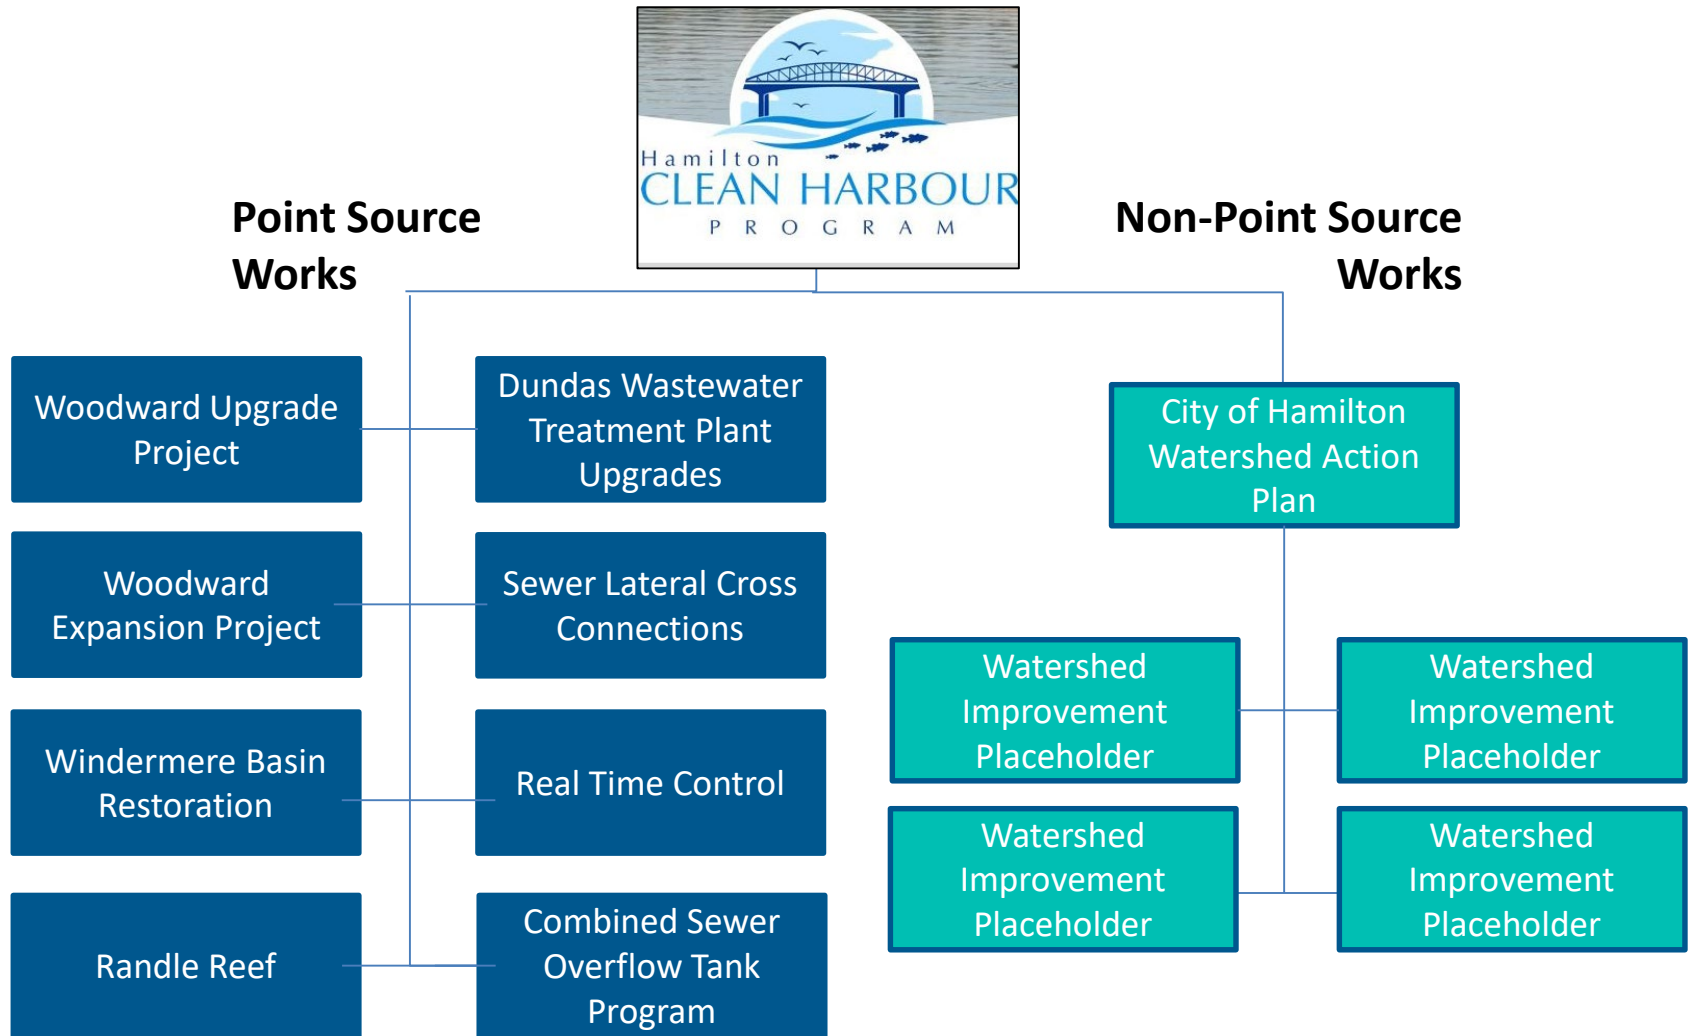 Hamilton
CLEAN HARBOUR
PROGRAM
Point Source
Works
Non-Point Source
Works
Woodward Upgrade
Project
Dundas Wastewater
Treatment Plant
Upgrades
Woodward
Expansion Project
Sewer Lateral Cross
Connections
Windermere Basin
Restoration
Real Time Control
Randle Reef
Combined Sewer
Overflow Tank
Program
City of Hamilton
Watershed Action
Plan
Watershed
Improvement
Placeholder
Watershed
Improvement
Placeholder
Watershed
Improvement
Placeholder
Watershed
Improvement
Placeholder